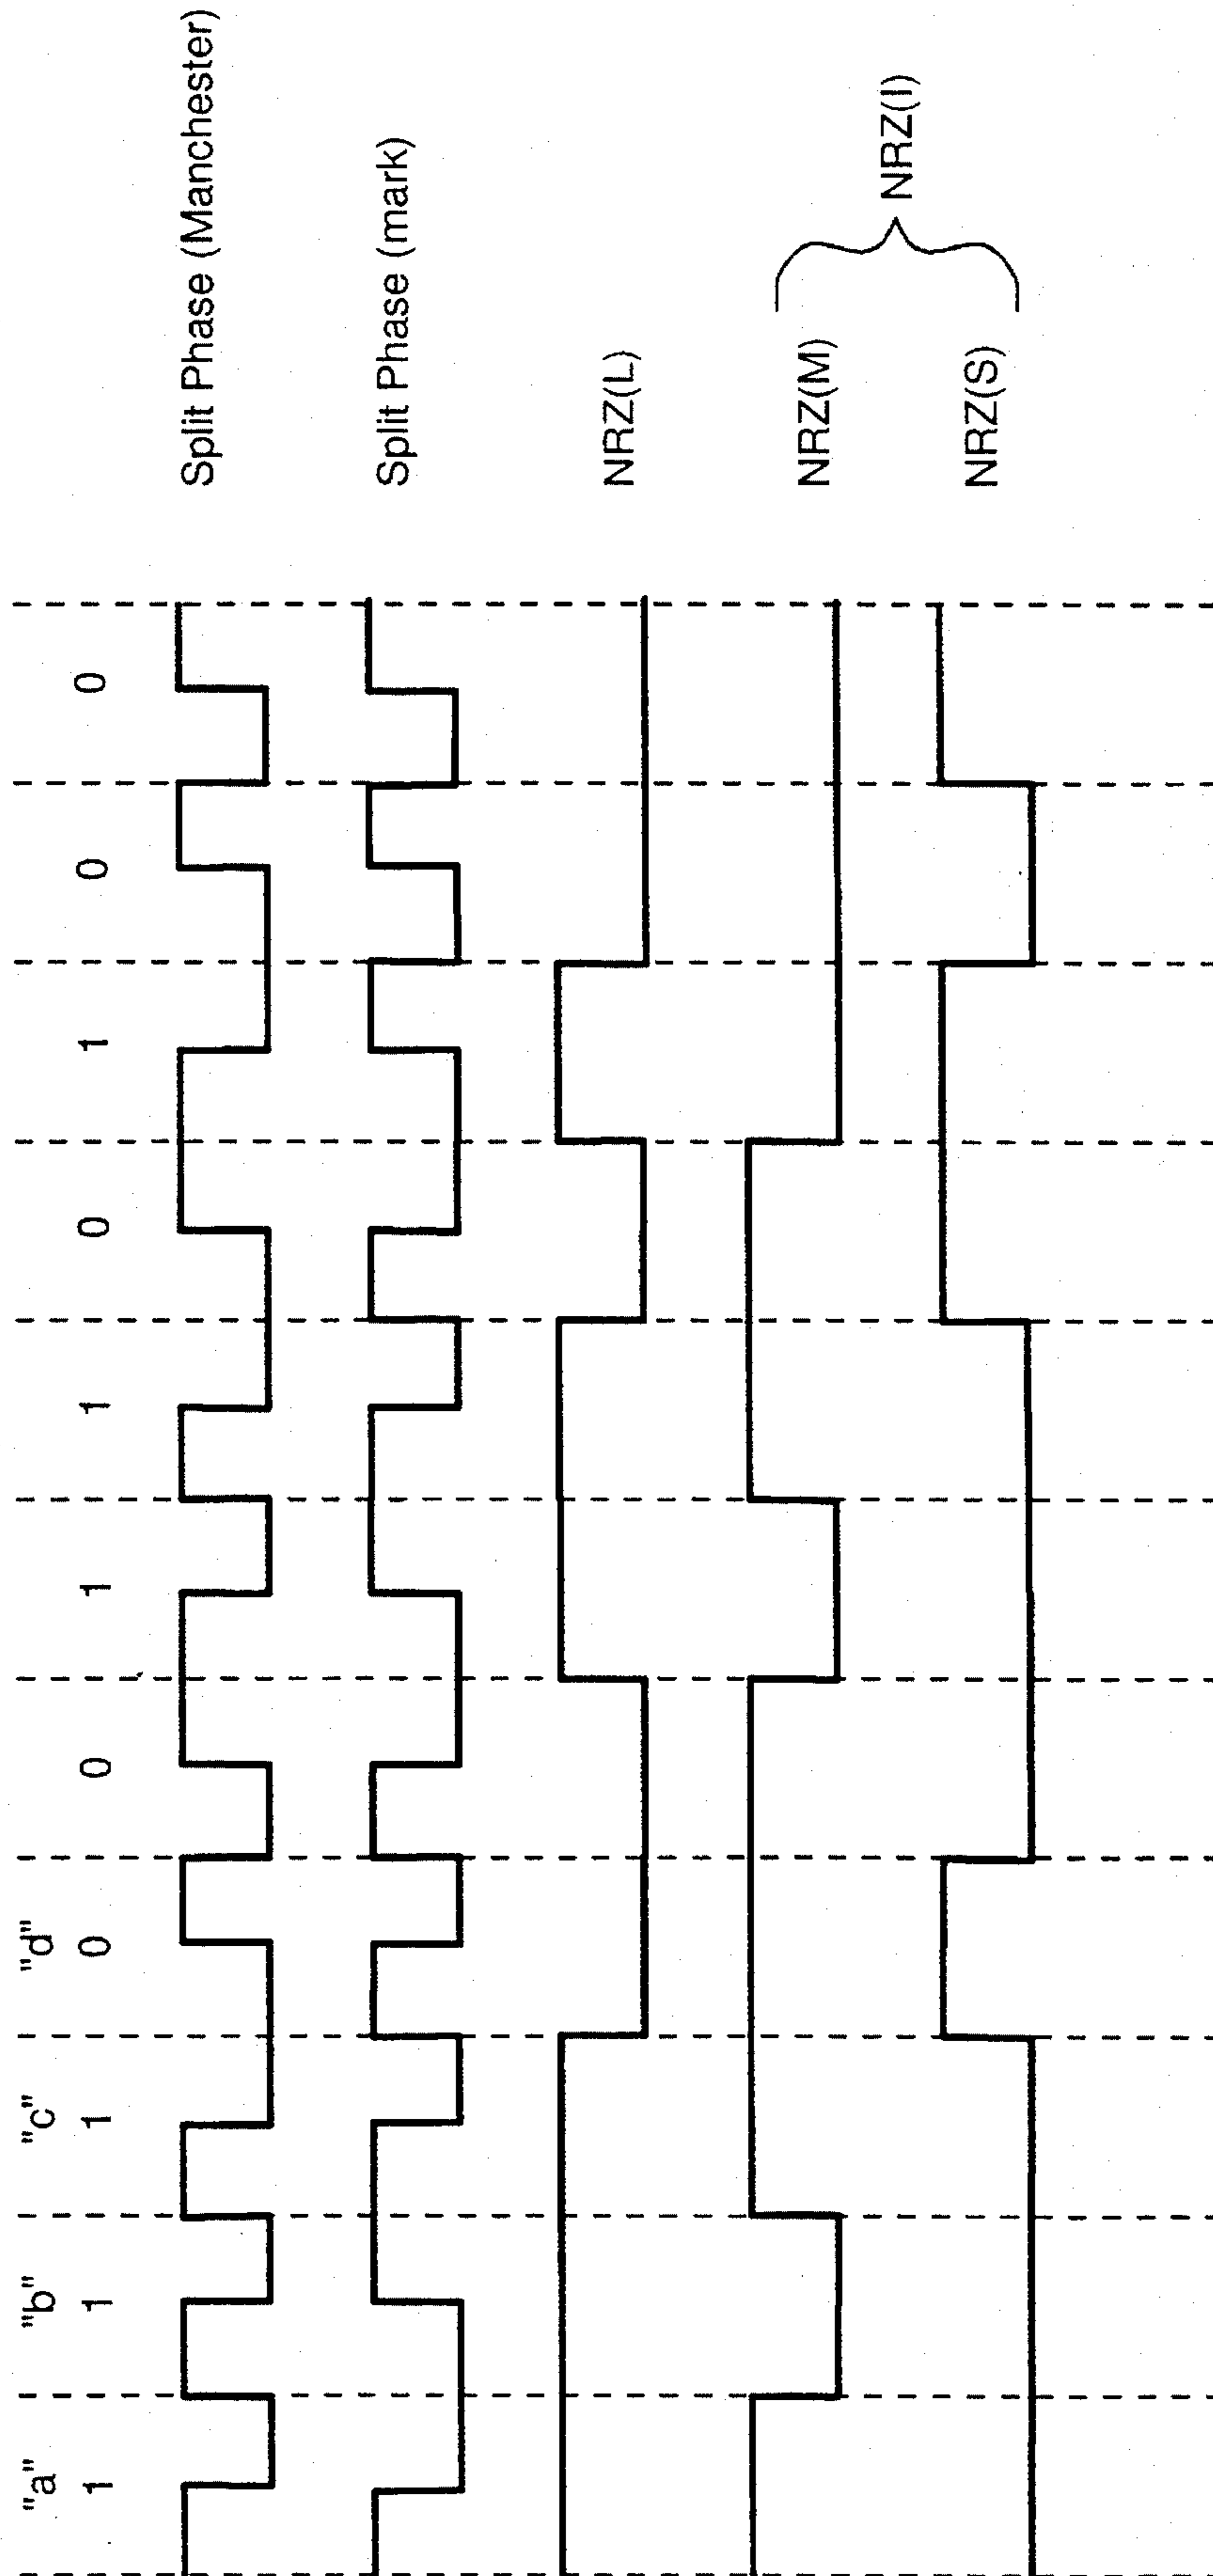 "a" "b" "c" "d"
1 1 1 0 0 1 1 0 1 0 0
Split Phase (Manchester)
Split Phase (mark)
NRZ(L)
NRZ(M)
NRZ(I)
NRZ(S)